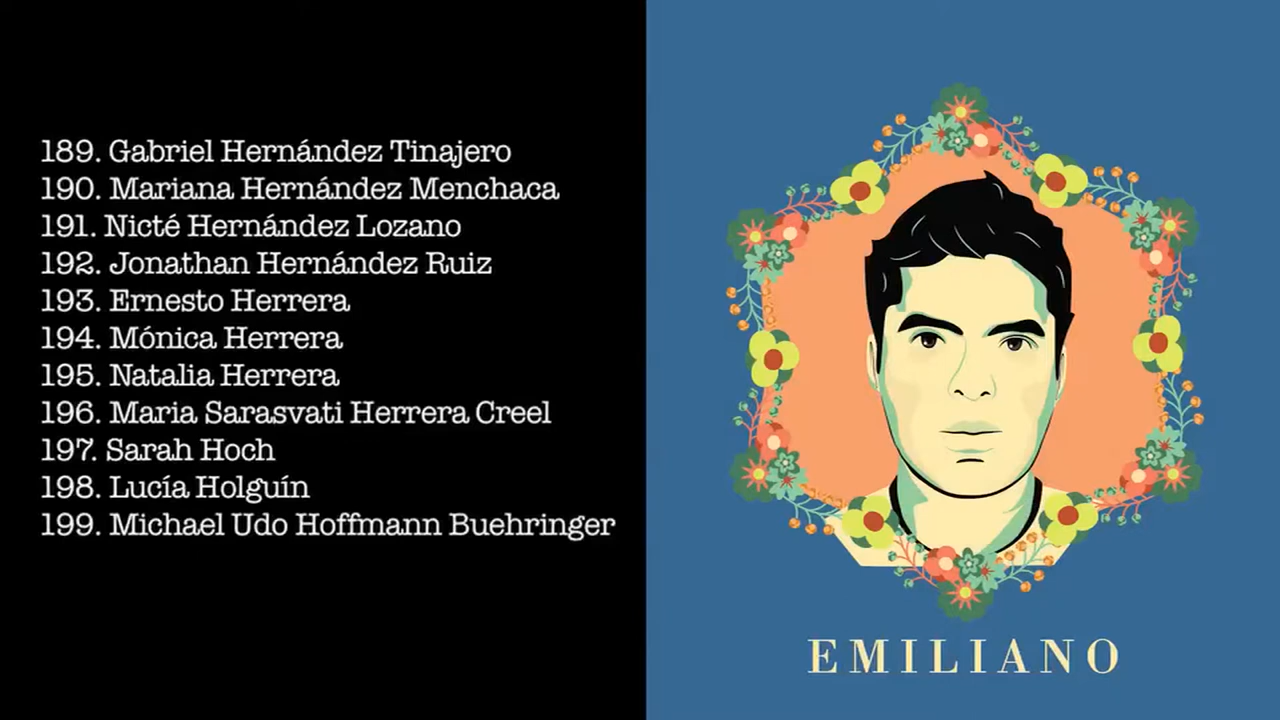 189. Gabriel Hernández Tinajero
190. Mariana Hernández Menchaca
191. Nicté Hernández Lozano
192. Jonathan Hernández Ruiz
193. Ernesto Herrera
194. Mónica Herrera
195. Natalia Herrera
196. Maria Sarasvati Herrera Creel
197. Sarah Hoch
198. Lucía Holguín
199. Michael Udo Hoffmann Buehringer
EMILIANO